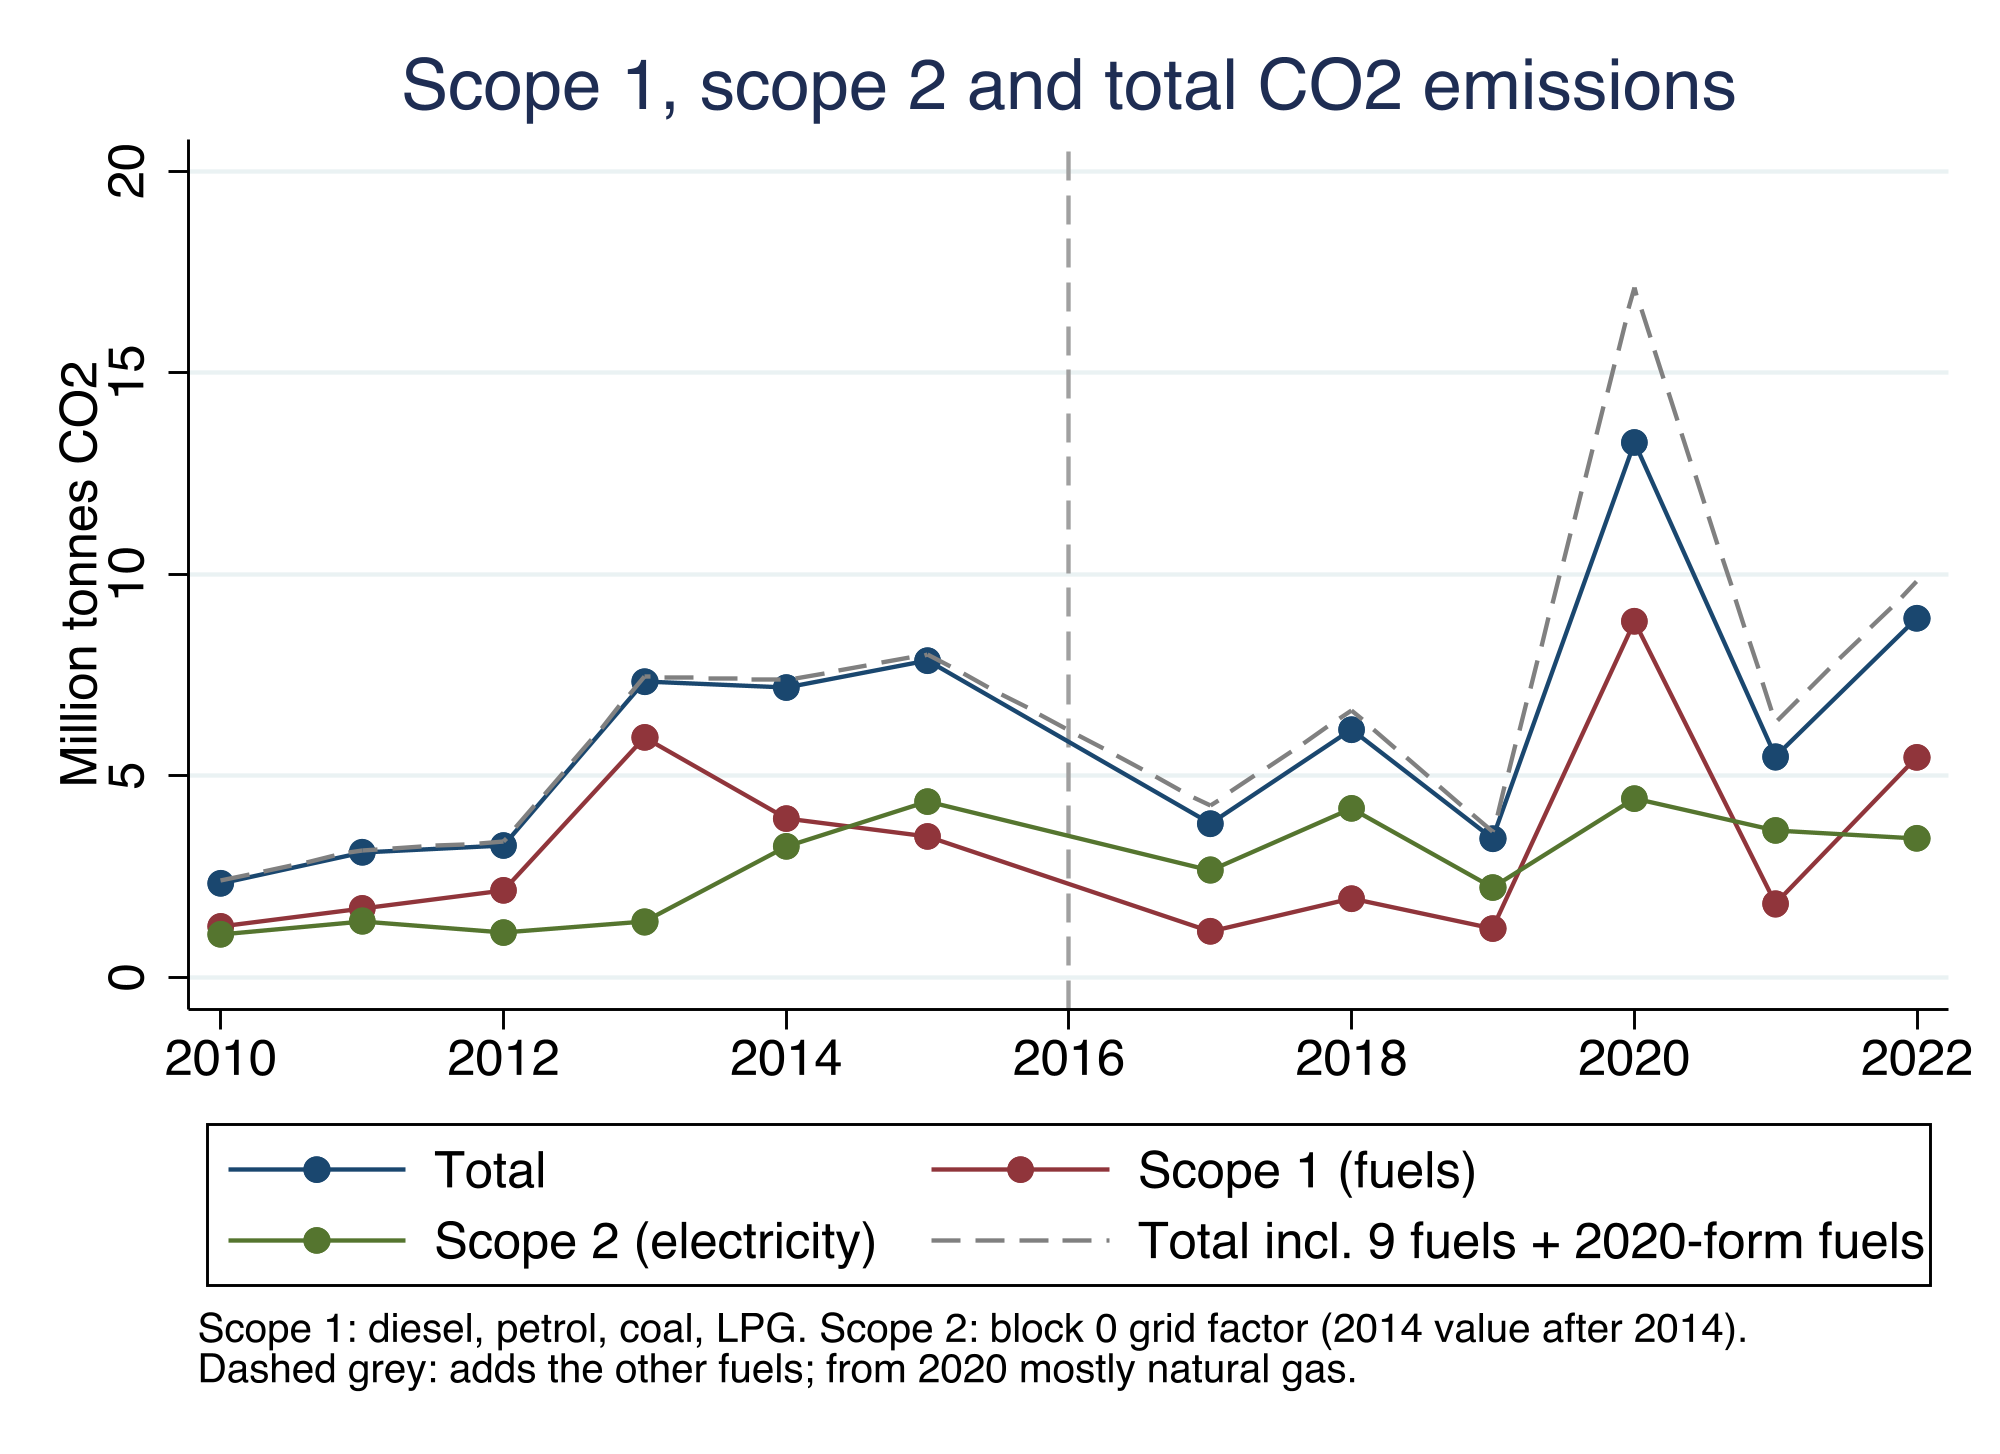 Scope 1, scope 2 and total CO2 emissions
Million tonnes CO2
20
15
10
5
0
2010 2012 2014 2016 2018 2020 2022
Total
Scope 1 (fuels)
Scope 2 (electricity)
Total incl. 9 fuels + 2020-form fuels
Scope 1: diesel, petrol, coal, LPG. Scope 2: block 0 grid factor (2014 value after 2014).
Dashed grey: adds the other fuels; from 2020 mostly natural gas.